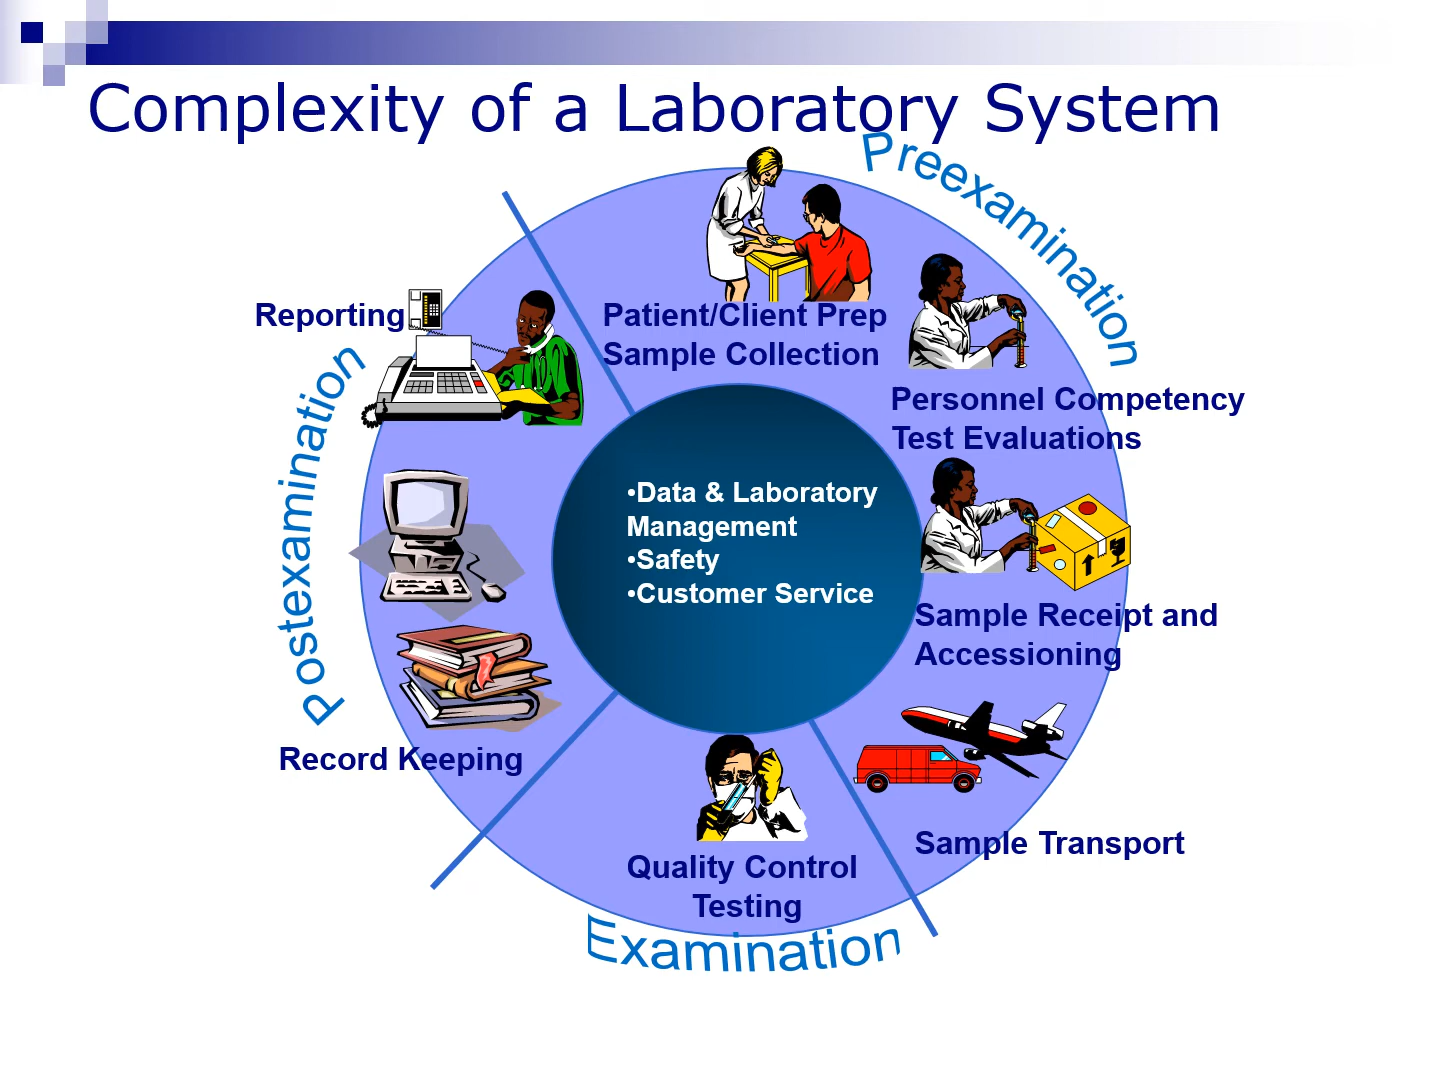 Complexity of a Laboratory System
Preexamination
Patient/Client Prep
Sample Collection
Reporting
Personnel Competency
Test Evaluations
Postexamination
•Data & Laboratory
Management
•Safety
•Customer Service
Sample Receipt and
Accessioning
Record Keeping
Sample Transport
Quality Control
Testing
Examination